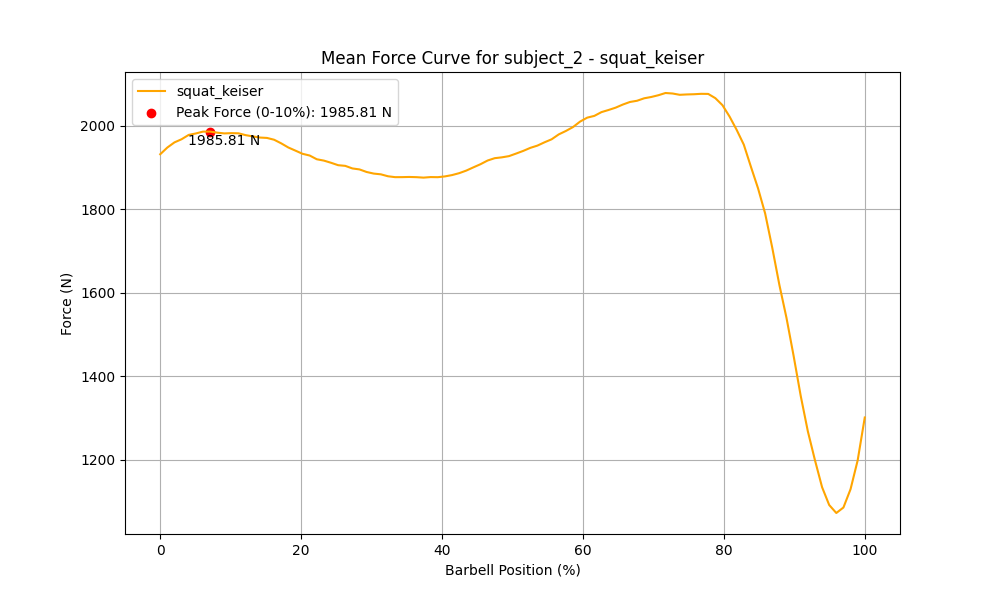 Mean Force Curve for subject_2 - squat_keiser
squat_keiser
Peak Force (0-10%): 1985.81 N
1985.81 N
2000
1800
1600
1400
1200
Force (N)
0 20 40 60 80 100
Barbell Position (%)